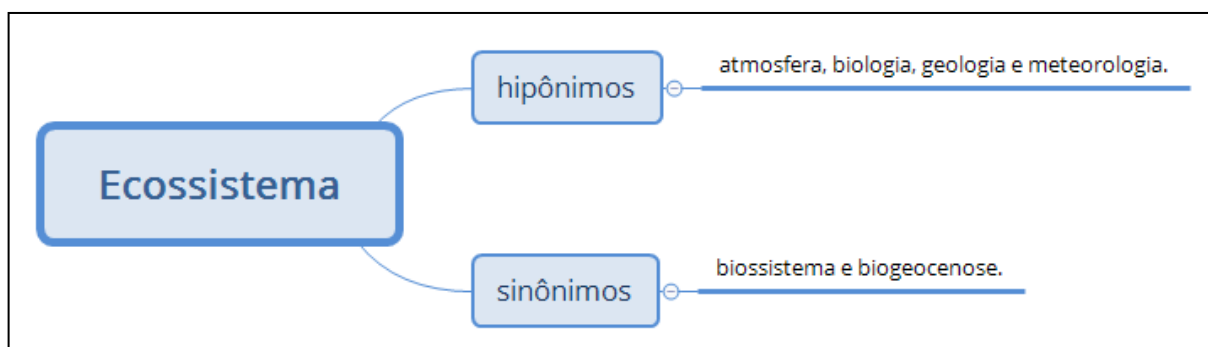 Ecossistema
hipônimos
atmosfera, biologia, geologia e meteorologia.
sinônimos
biossistema e biogeocenose.